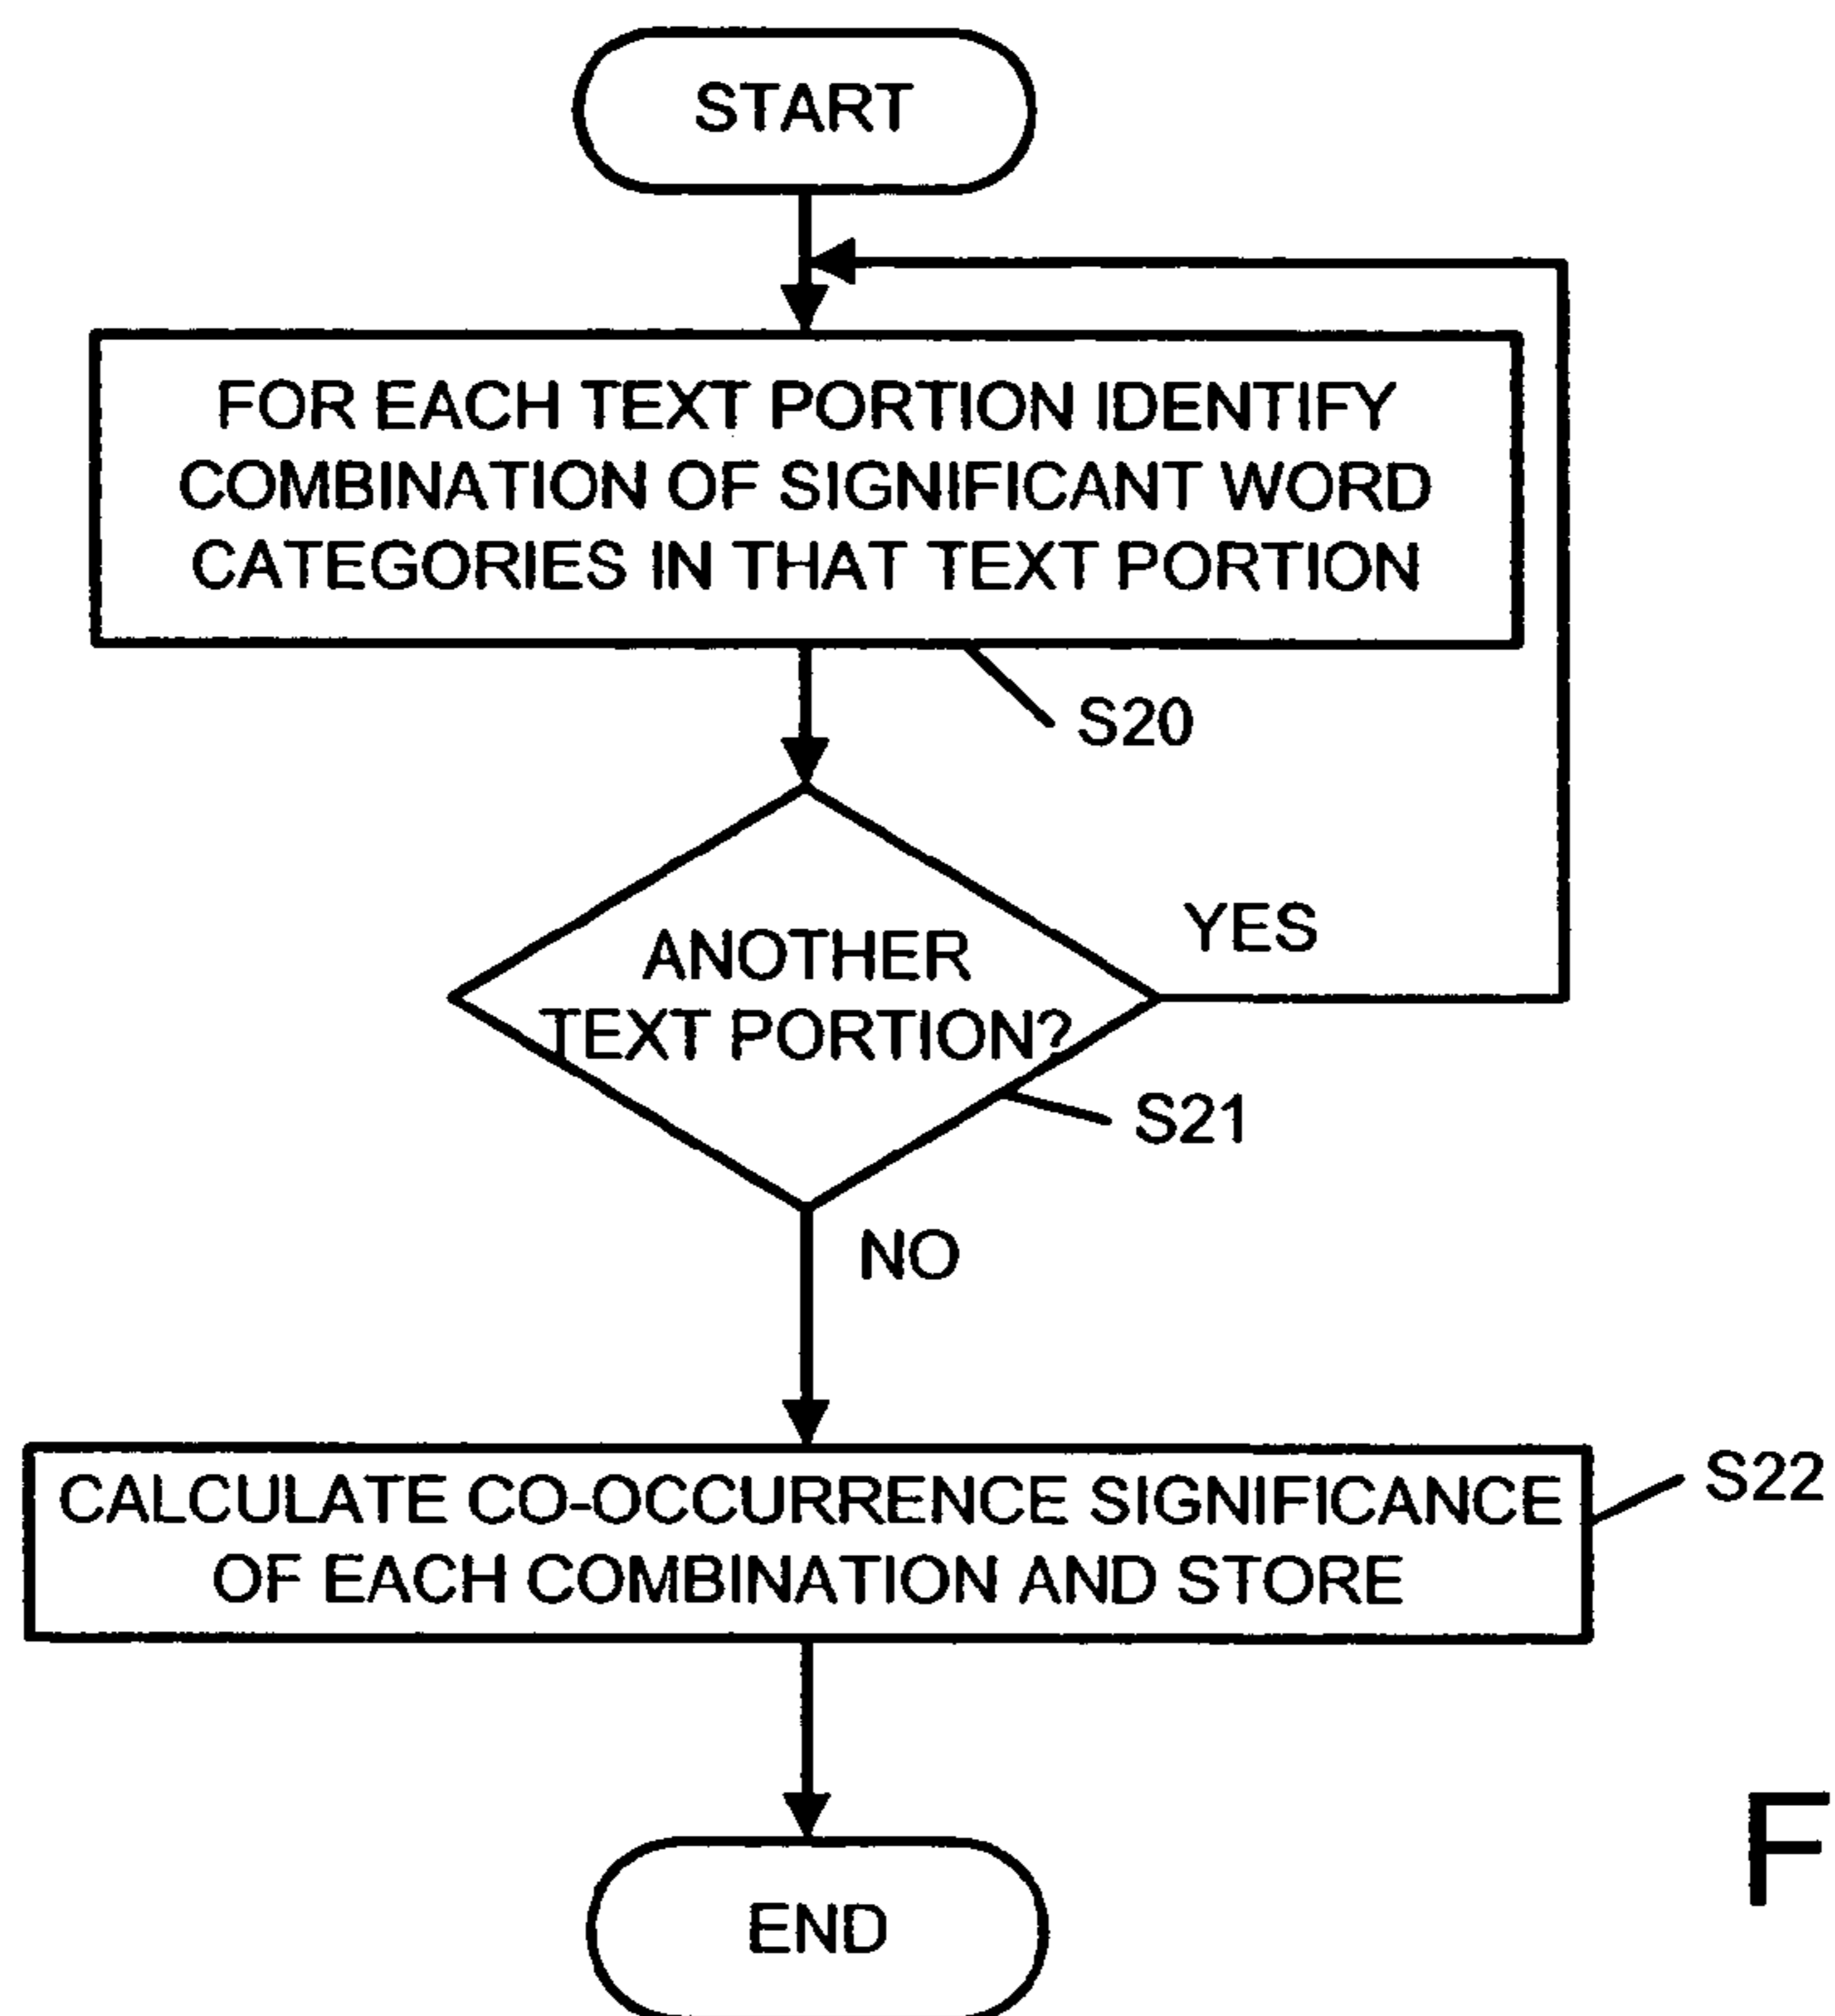 START
FOR EACH TEXT PORTION IDENTIFY
COMBINATION OF SIGNIFICANT WORD
CATEGORIES IN THAT TEXT PORTION
S20
ANOTHER
TEXT PORTION?
YES
S21
NO
CALCULATE CO-OCCURRENCE SIGNIFICANCE
OF EACH COMBINATION AND STORE
S22
F
END